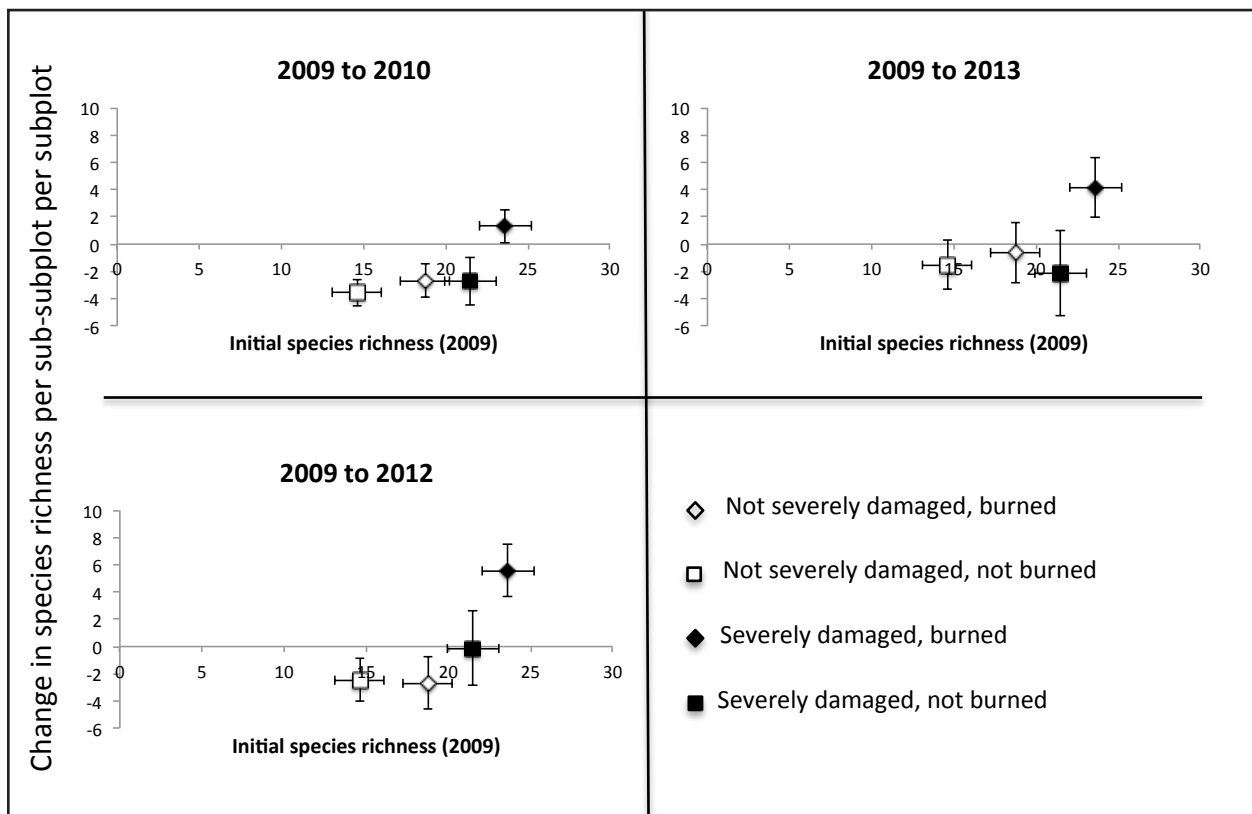 Change in species richness per sub-subplot per subplot
2009 to 2010
10
8
6
4
2
0
-2
-4
-6
0 5 10 15 20 25 30
Initial species richness (2009)
2009 to 2013
10
8
6
4
2
0
-2
-4
-6
0 5 10 15 20 25 30
Initial species richness (2009)
2009 to 2012
10
8
6
4
2
0
-2
-4
-6
0 5 10 15 20 25 30
Initial species richness (2009)
Not severely damaged, burned
Not severely damaged, not burned
Severely damaged, burned
Severely damaged, not burned